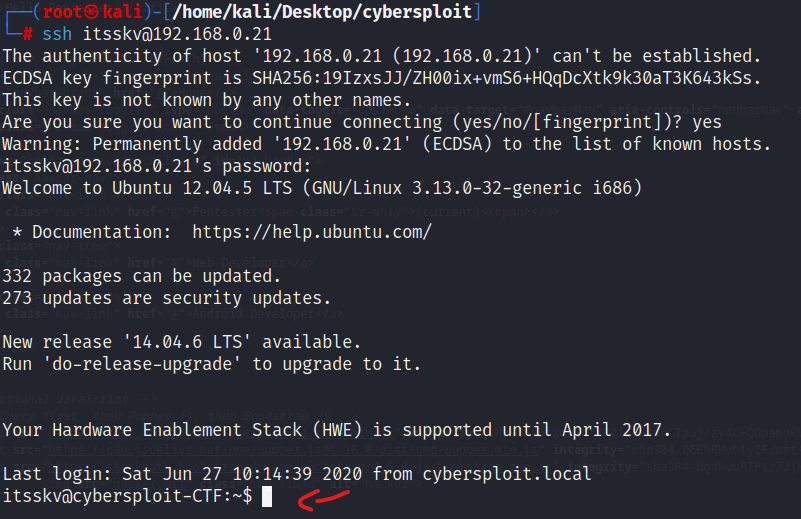 ┌──(root㉿kali)-[/home/kali/Desktop/cybersploit]
└─# ssh itsskv@192.168.0.21
The authenticity of host '192.168.0.21 (192.168.0.21)' can't be established.
ECDSA key fingerprint is SHA256:19IzxsJJ/ZH00ix+vmS6+HQqDcXtk9k30aT3K643kSs.
This key is not known by any other names.
Are you sure you want to continue connecting (yes/no/[fingerprint])? yes
Warning: Permanently added '192.168.0.21' (ECDSA) to the list of known hosts.
itsskv@192.168.0.21's password:
Welcome to Ubuntu 12.04.5 LTS (GNU/Linux 3.13.0-32-generic i686)
* Documentation:  https://help.ubuntu.com/
332 packages can be updated.
273 updates are security updates.
New release '14.04.6 LTS' available.
Run 'do-release-upgrade' to upgrade to it.
Your Hardware Enablement Stack (HWE) is supported until April 2017.
Last login: Sat Jun 27 10:14:39 2020 from cybersploit.local
itsskv@cybersploit-CTF:~$